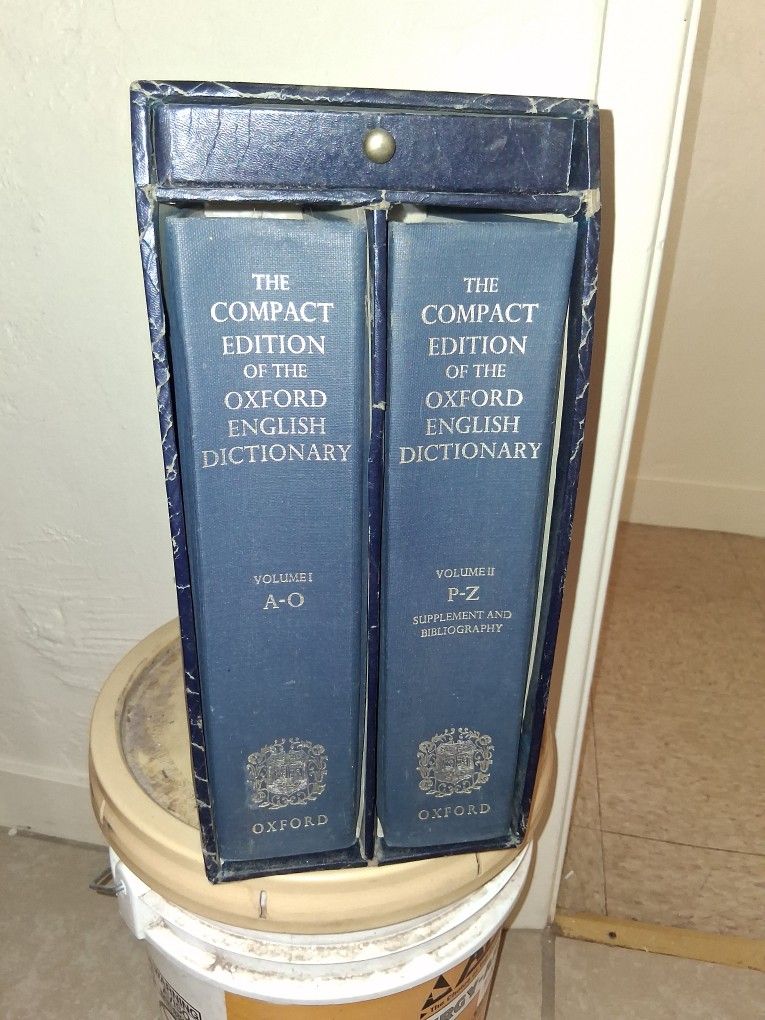 THE
COMPACT
EDITION
OF THE
OXFORD
ENGLISH
DICTIONARY
VOLUME I
A-O
OXFORD
THE
COMPACT
EDITION
OF THE
OXFORD
ENGLISH
DICTIONARY
VOLUME II
P-Z
SUPPLEMENT AND
BIBLIOGRAPHY
OXFORD
WARNING